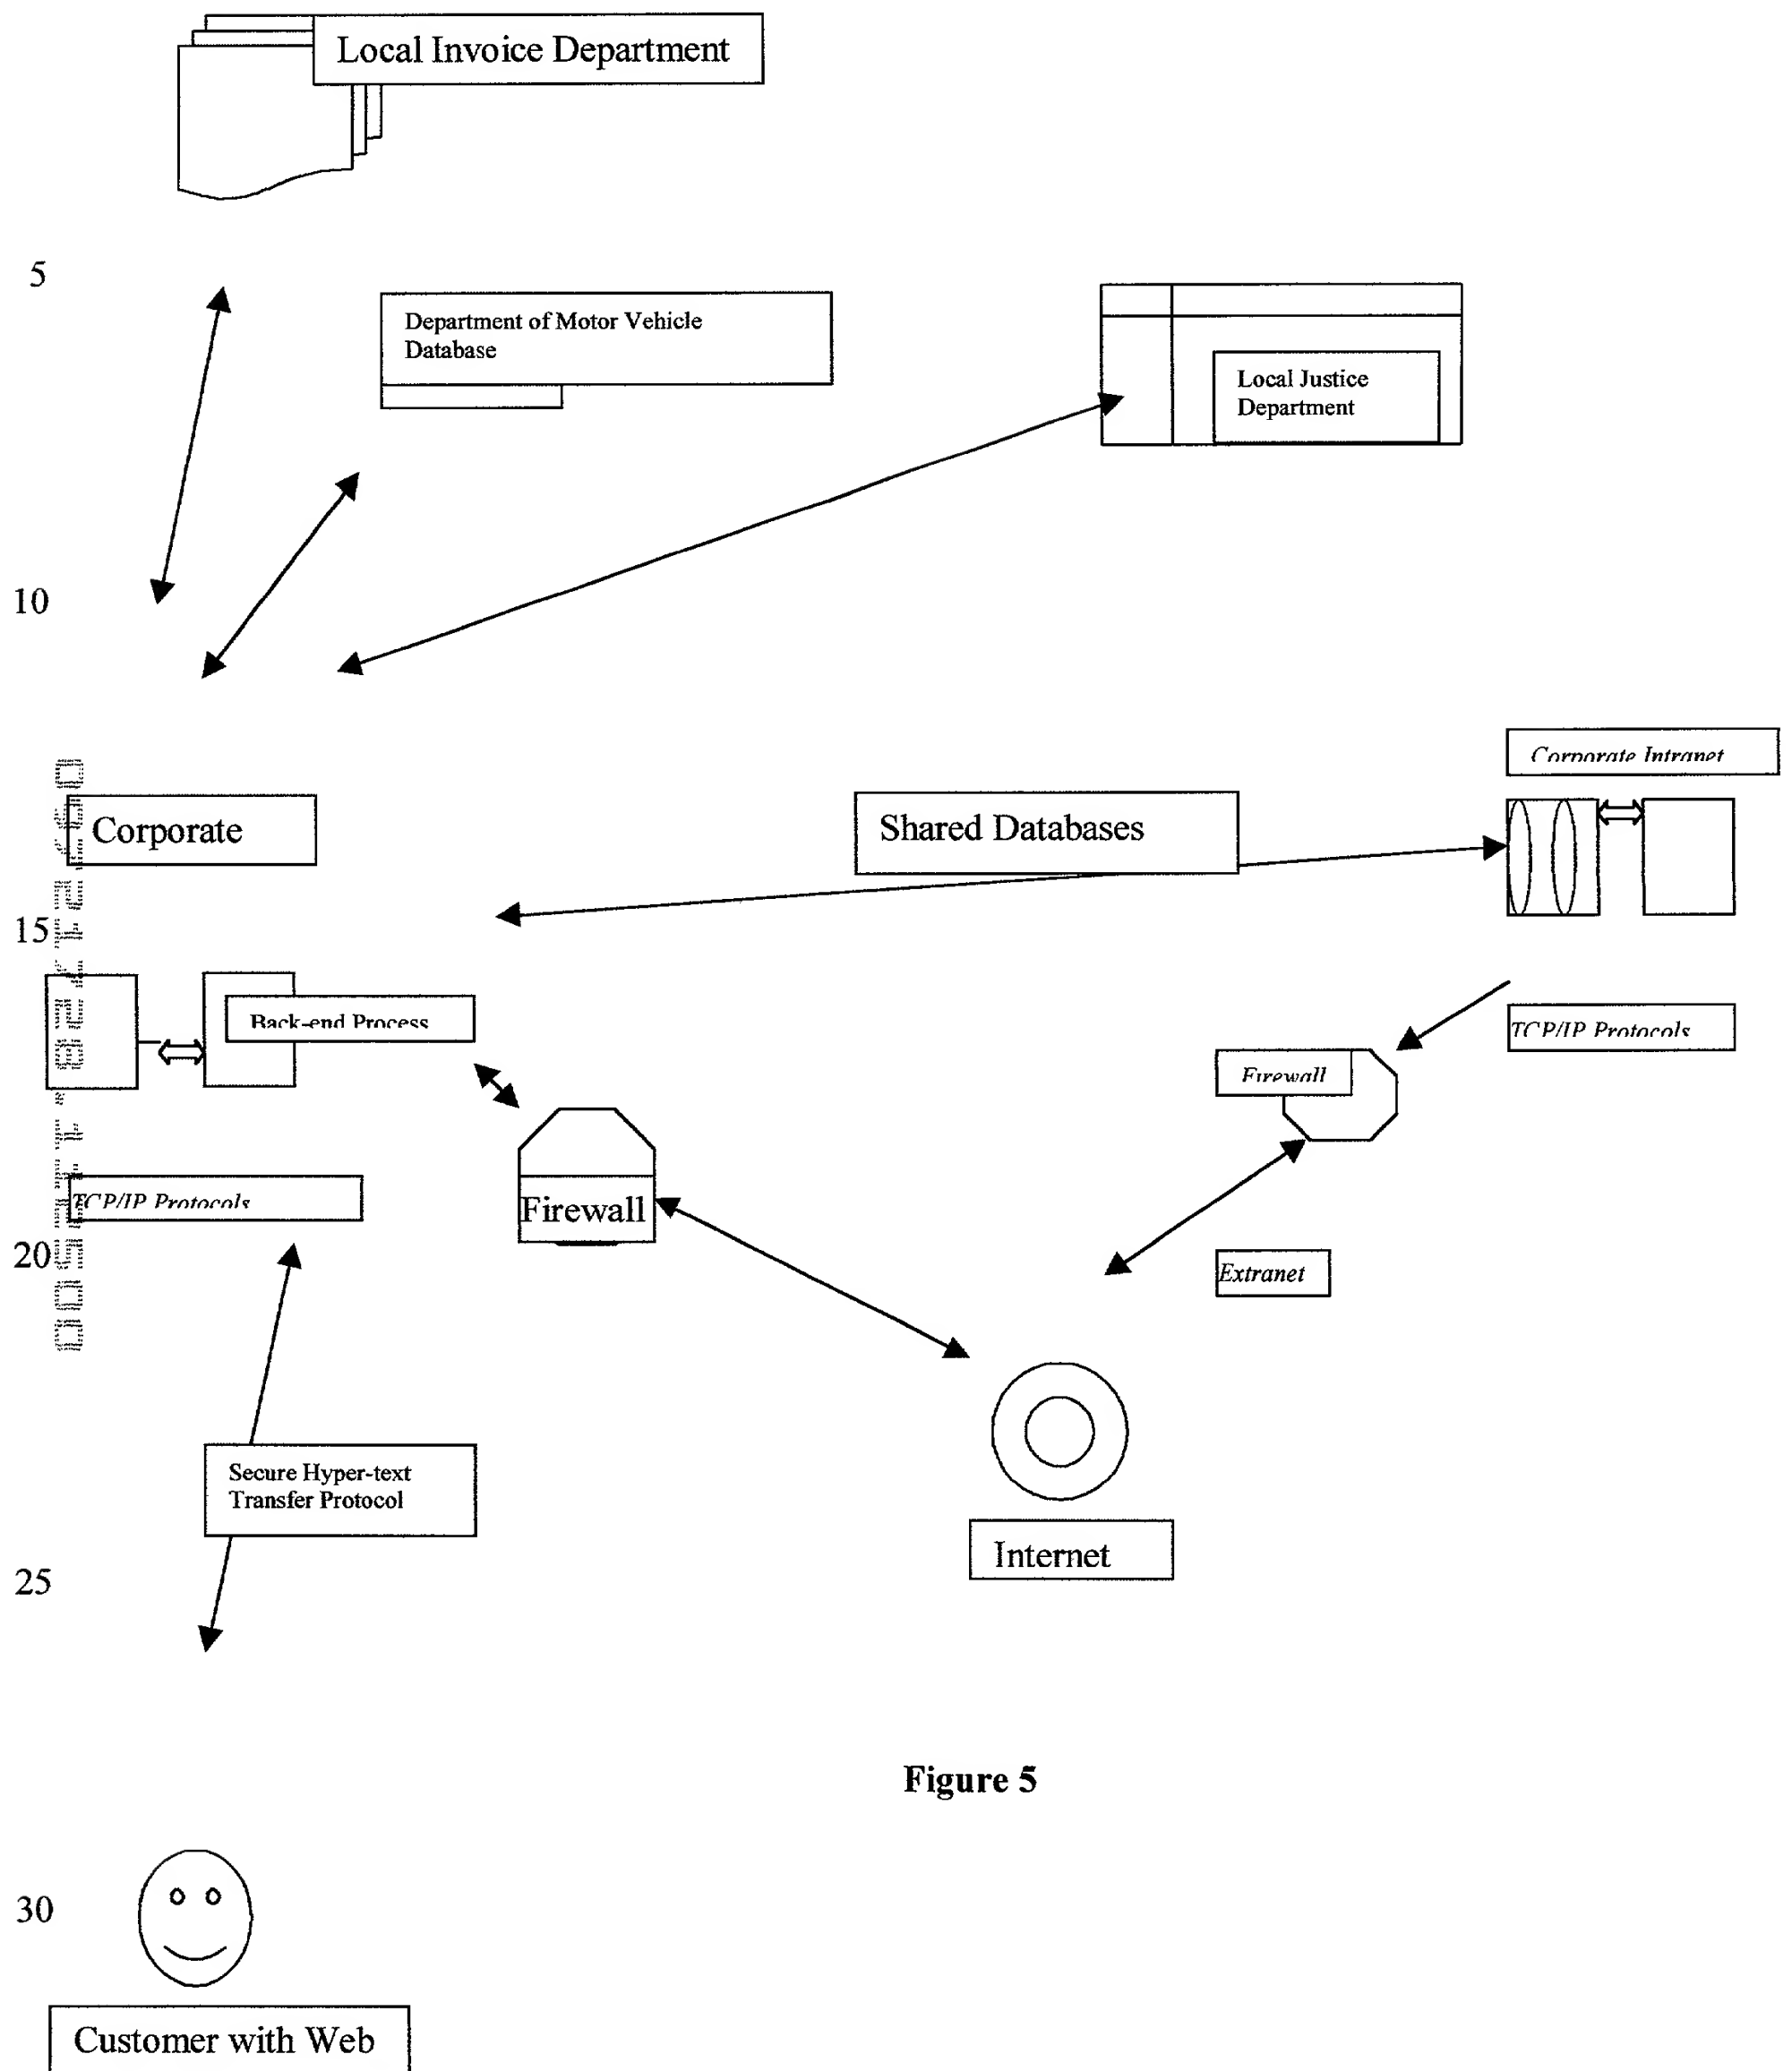 Local Invoice Department
5
Department of Motor Vehicle
Database
Local Justice
Department
10
Corporate Intranet
Corporate
Shared Databases
15
Back-end Process
TCP/IP Protocols
Firewall
TCP/IP Protocols
Firewall
20
Extranet
Secure Hyper-text
Transfer Protocol
Internet
25
Figure 5
30
Customer with Web